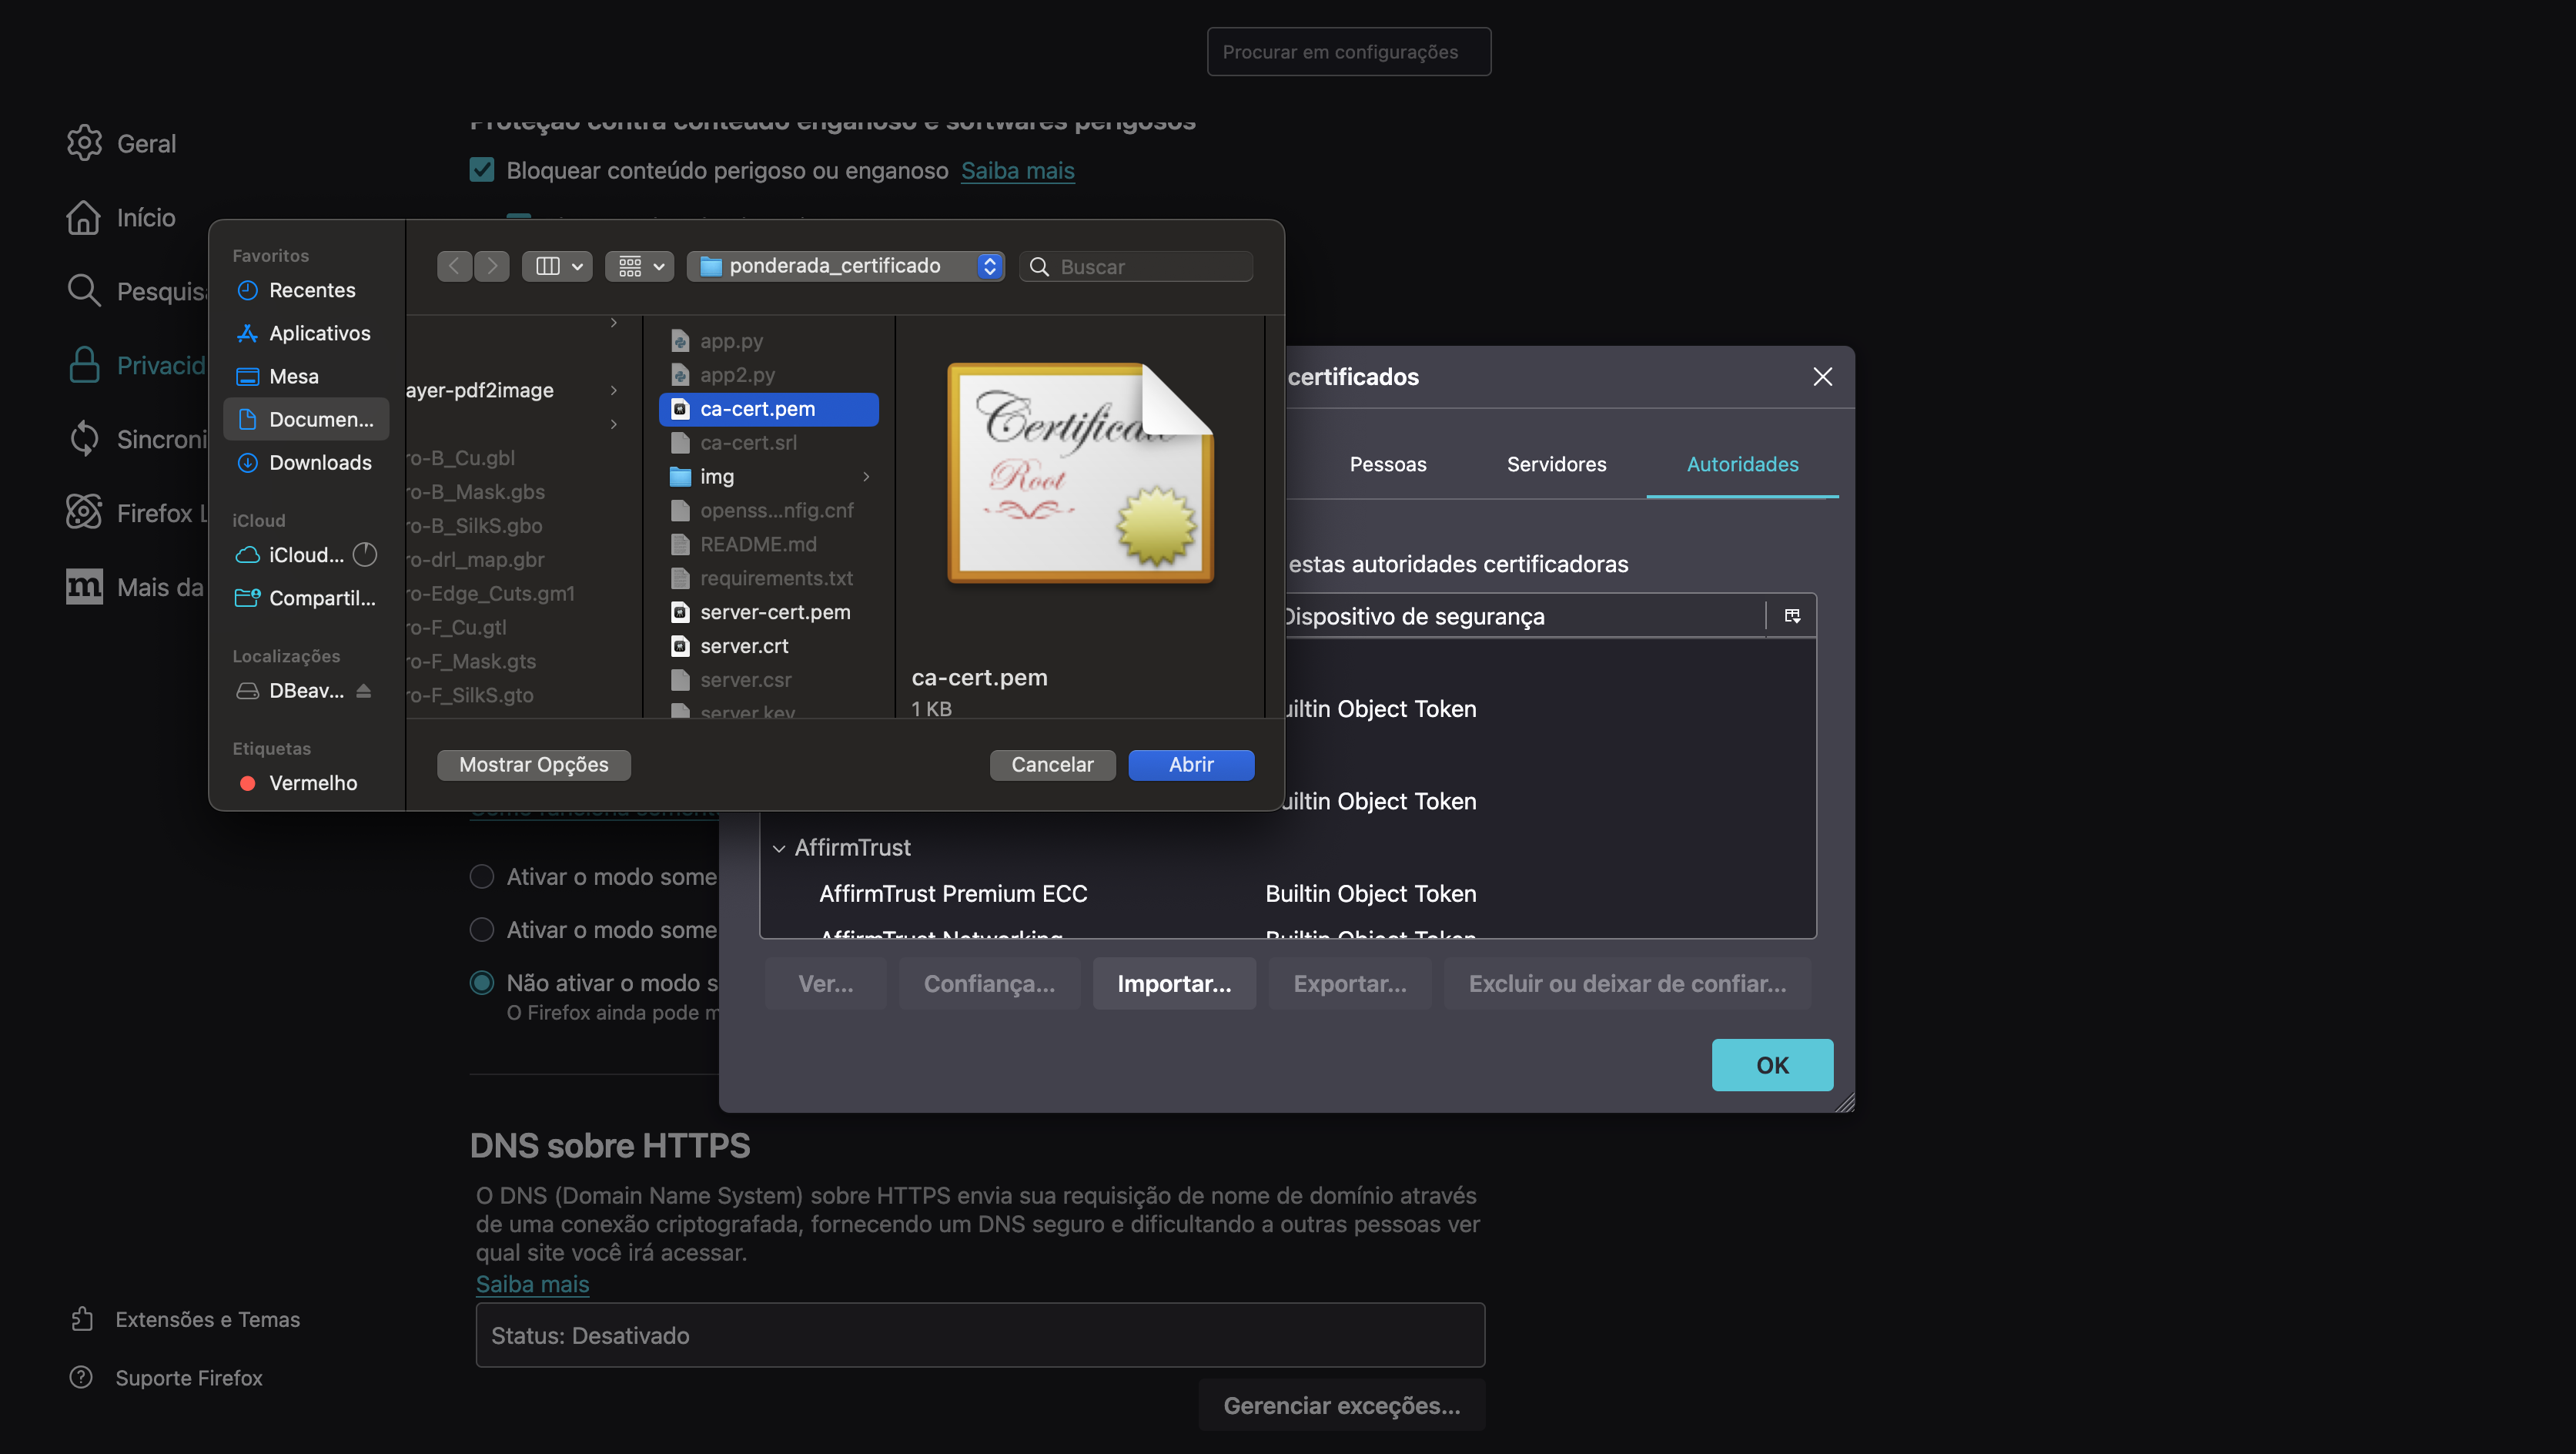 Procurar em configurações
Proteção contra conteúdo enganoso e softwares perigosos
Bloquear conteúdo perigoso ou enganoso Saiba mais
Geral
Início
Pesquisa
Privacid
Sincroni
Firefox L
Mais da
Extensões e Temas
Suporte Firefox
Favoritos
Recentes
Aplicativos
Mesa
Documen...
Downloads
iCloud
iCloud...
Compartil...
Localizações
DBeav...
Etiquetas
Vermelho
ponderada_certificado
Buscar
ayer-pdf2image
ro-B_Cu.gbl
ro-B_Mask.gbs
ro-B_SilkS.gbo
ro-drl_map.gbr
ro-Edge_Cuts.gm1
ro-F_Cu.gtl
ro-F_Mask.gts
ro-F_SilkS.gto
app.py
app2.py
ca-cert.pem
ca-cert.srl
img
openss...nfig.cnf
README.md
requirements.txt
server-cert.pem
server.crt
server.csr
server.key
Certificate
Root
ca-cert.pem
1 KB
Mostrar Opções
Cancelar
Abrir
certificados
Pessoas
Servidores
Autoridades
estas autoridades certificadoras
Dispositivo de segurança
uiltin Object Token
uiltin Object Token
AffirmTrust
AffirmTrust Premium ECC Builtin Object Token
AffirmTrust Networking Builtin Object Token
Ver...
Confiança...
Importar...
Exportar...
Excluir ou deixar de confiar...
OK
Como funciona somente
Ativar o modo some
Ativar o modo some
Não ativar o modo s
O Firefox ainda pode m
DNS sobre HTTPS
O DNS (Domain Name System) sobre HTTPS envia sua requisição de nome de domínio através
de uma conexão criptografada, fornecendo um DNS seguro e dificultando a outras pessoas ver
qual site você irá acessar.
Saiba mais
Status: Desativado
Gerenciar exceções...